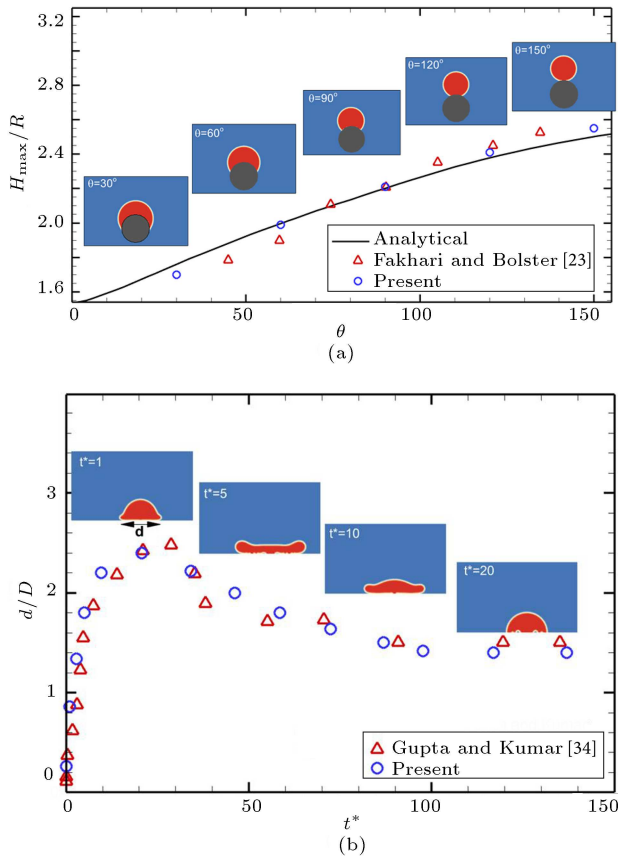 3.2
2.8
2.4
2.0
1.6
H_max/R
θ=30°
θ=60°
θ=90°
θ=120°
θ=150°
Analytical
Fakhari and Bolster [23]
Present
50
100
150
θ
(a)
3
2
1
0
d/D
t*=1
d
t*=5
t*=10
t*=20
Gupta and Kumar [34]
Present
0
50
100
150
t*
(b)